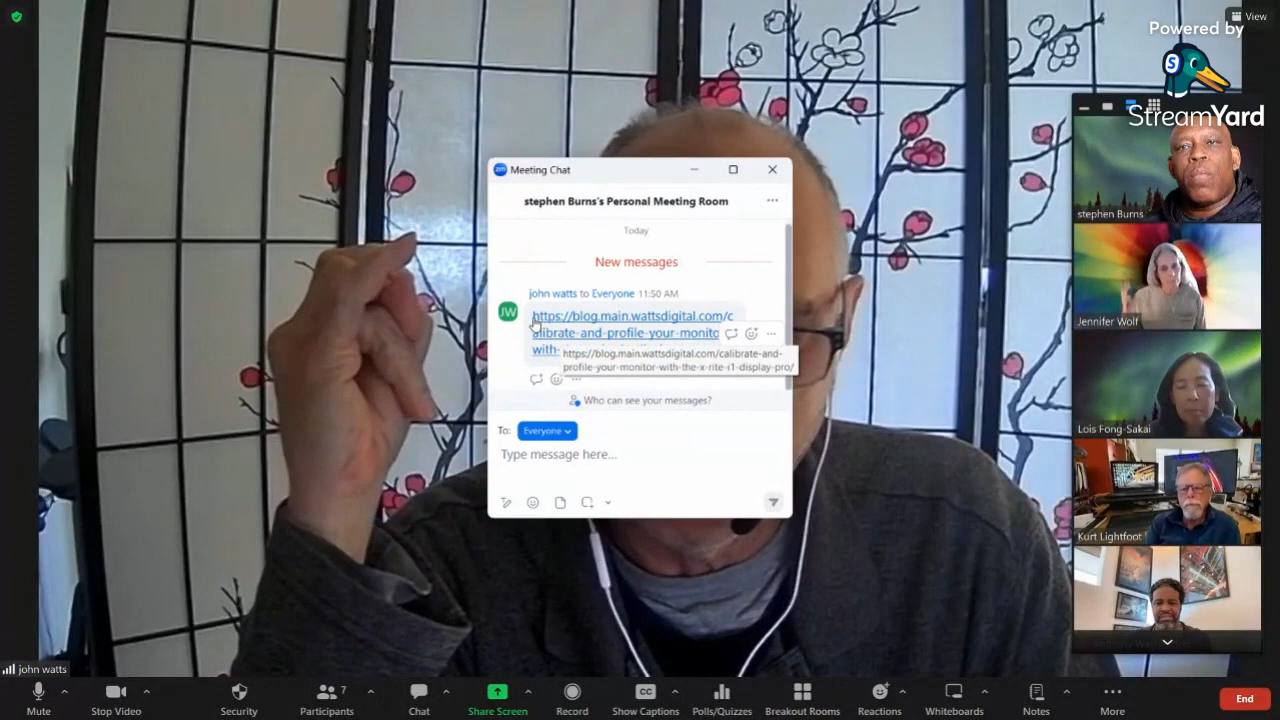 View
Powered by
S
StreamYard
zm Meeting Chat
stephen Burns's Personal Meeting Room
Today
New messages
john watts to Everyone 11:50 AM
JW
https://blog.main.wattsdigital.com/c
alibrate-and-profile-your-monito
with-
https://blog.main.wattsdigital.com/calibrate-and-
profile-your-monitor-with-the-x-rite-i1-display-pro/
Who can see your messages?
To: Everyone
Type message here...
stephen Burns
Jennifer Wolf
Lois Fong-Sakai
Kurt Lightfoot
john watts
Mute
Stop Video
Security
7
Participants
Chat
Share Screen
Record
CC
Show Captions
Polls/Quizzes
Breakout Rooms
Reactions
Whiteboards
Notes
More
End